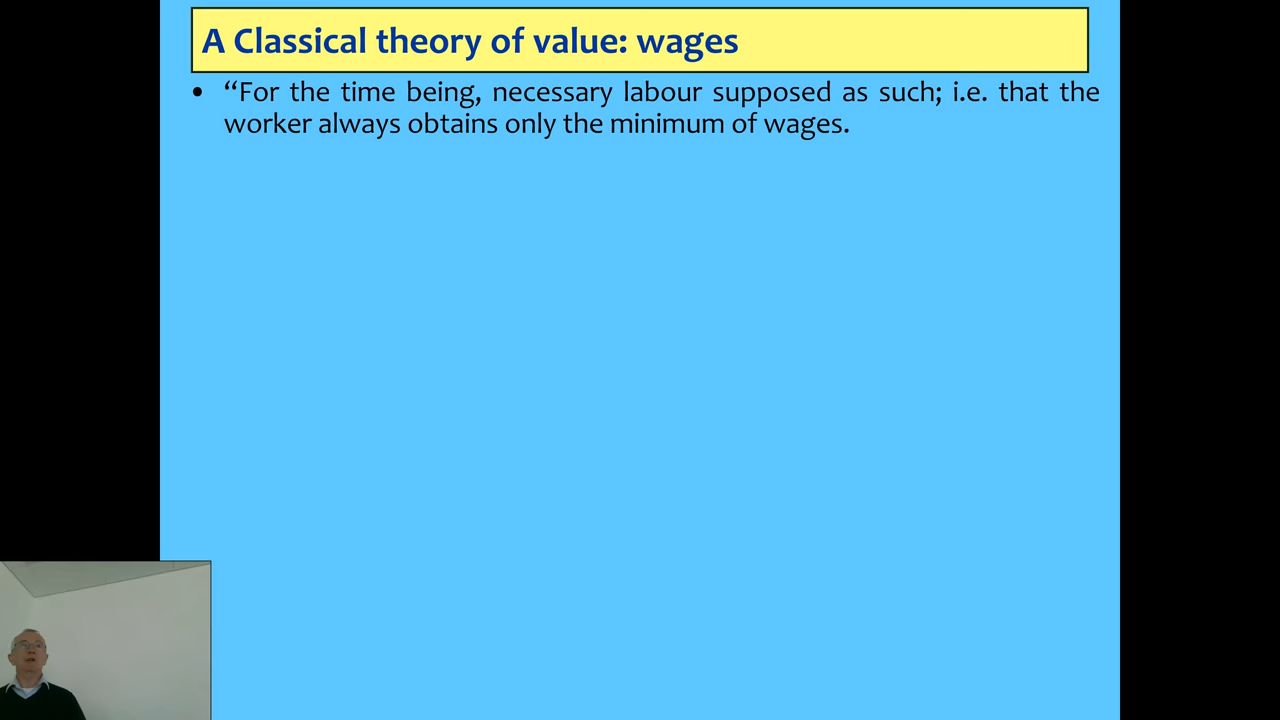 A Classical theory of value: wages
• “For the time being, necessary labour supposed as such; i.e. that the
worker always obtains only the minimum of wages.